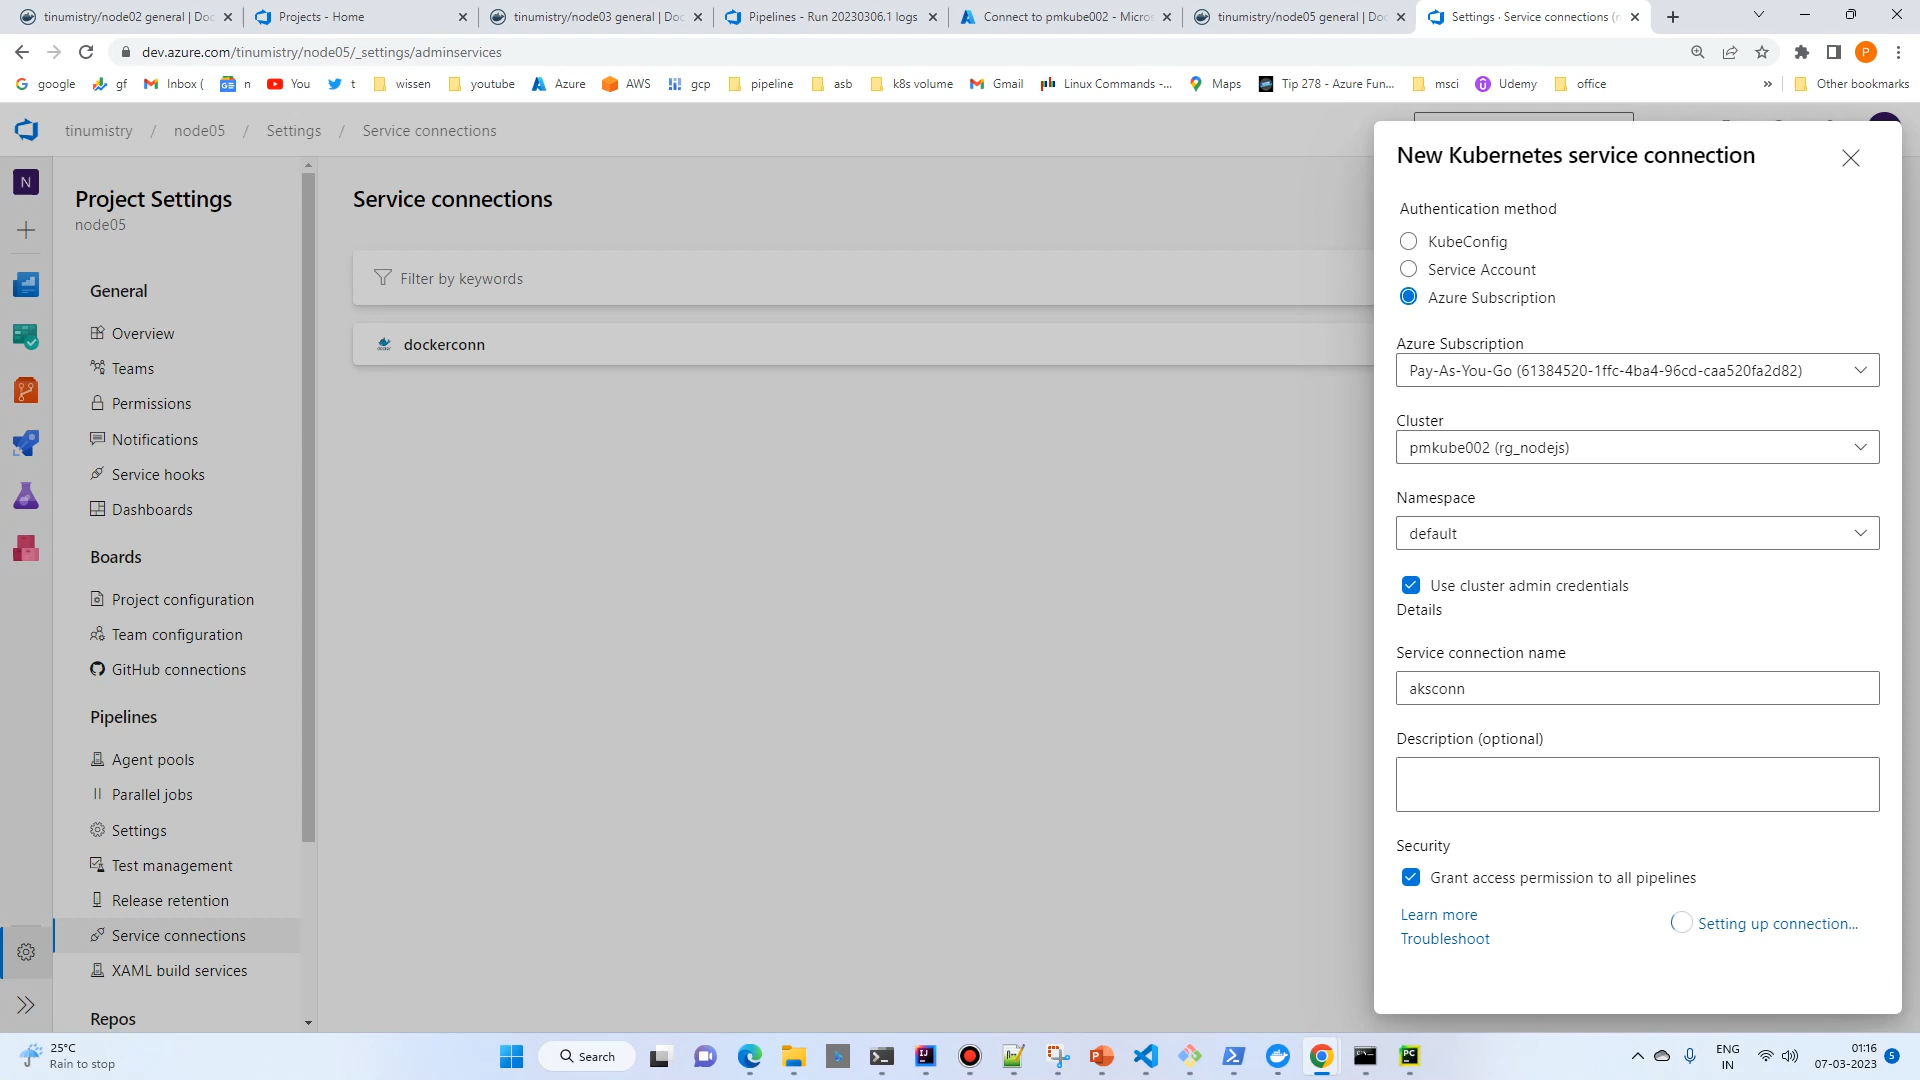 tinumistry/node02 general | Doc
Projects - Home
tinumistry/node03 general | Doc
Pipelines - Run 20230306.1 logs
Connect to pmkube002 - Micros
tinumistry/node05 general | Doc
Settings · Service connections (n
dev.azure.com/tinumistry/node05/_settings/adminservices
P
google
gf
Inbox (
n
You
t
wissen
youtube
Azure
AWS
gcp
pipeline
asb
k8s volume
Gmail
Linux Commands -...
Maps
Tip 278 - Azure Fun...
msci
Udemy
office
»
Other bookmarks
tinumistry / node05 / Settings / Service connections
N
Project Settings
node05
General
Overview
Teams
Permissions
Notifications
Service hooks
Dashboards
Boards
Project configuration
Team configuration
GitHub connections
Pipelines
Agent pools
Parallel jobs
Settings
Test management
Release retention
Service connections
XAML build services
Repos
Service connections
Filter by keywords
dockerconn
New Kubernetes service connection
Authentication method
KubeConfig
Service Account
Azure Subscription
Azure Subscription
Pay-As-You-Go (61384520-1ffc-4ba4-96cd-caa520fa2d82)
Cluster
pmkube002 (rg_nodejs)
Namespace
default
Use cluster admin credentials
Details
Service connection name
aksconn
Description (optional)
Security
Grant access permission to all pipelines
Learn more
Troubleshoot
Setting up connection...
25°C
Rain to stop
Search
ENG
IN
01:16
07-03-2023
5